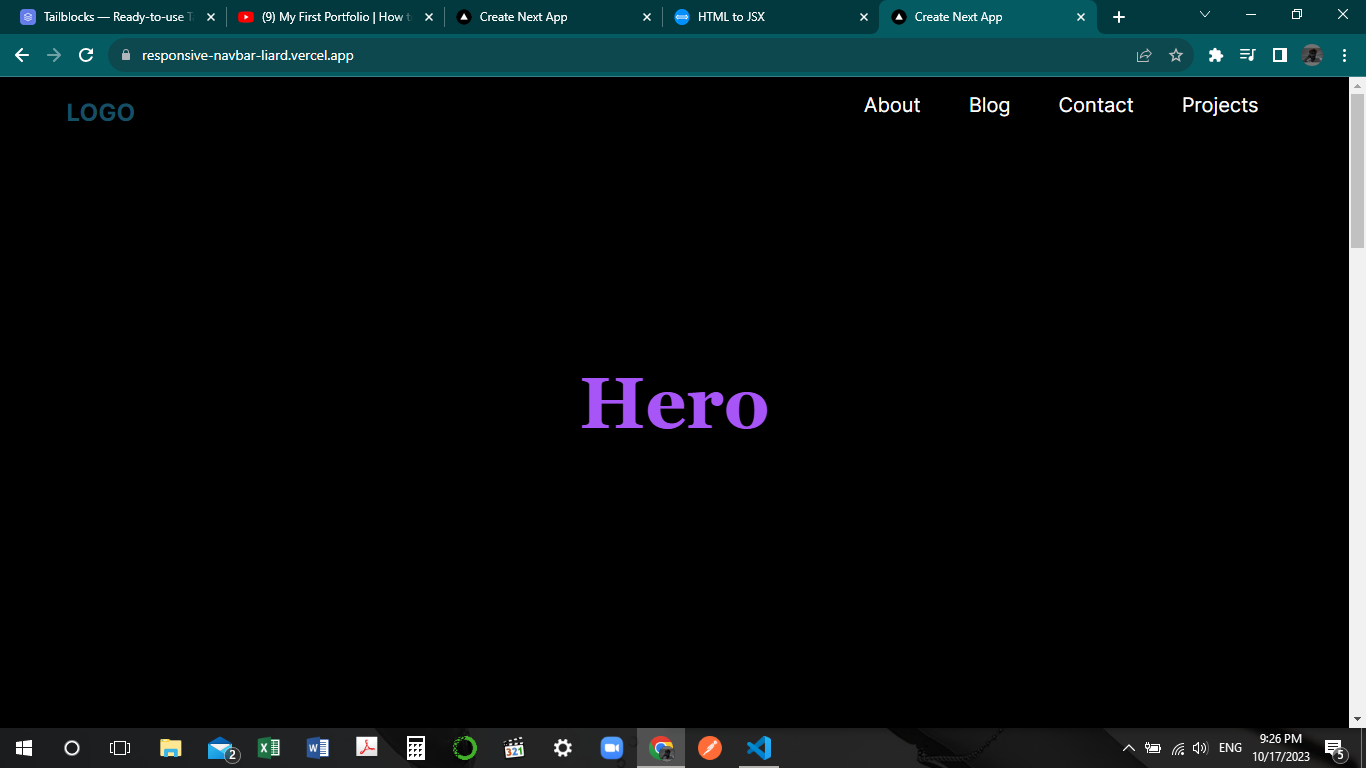 Tailblocks — Ready-to-use T
(9) My First Portfolio | How t
Create Next App
HTML to JSX
Create Next App
responsive-navbar-liard.vercel.app
LOGO
About
Blog
Contact
Projects
Hero
2
321
ENG
9:26 PM
10/17/2023
5